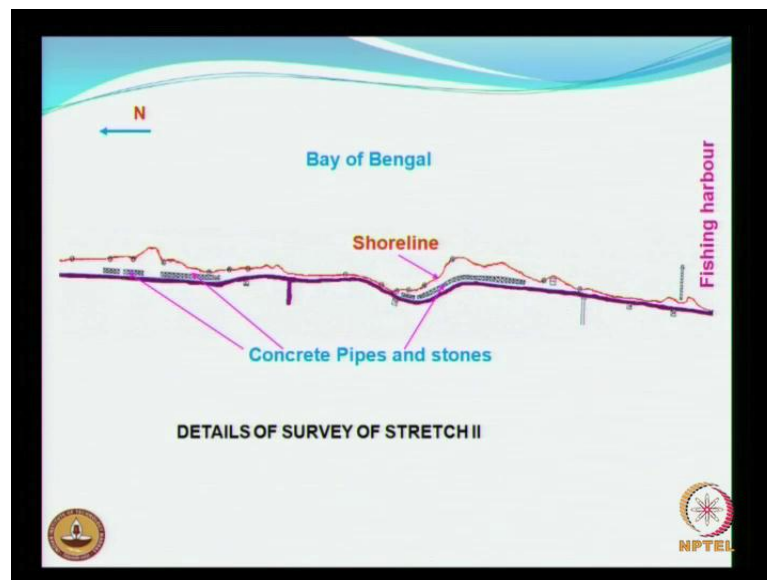 N
Bay of Bengal
Fishing harbour
Shoreline
Concrete Pipes and stones
DETAILS OF SURVEY OF STRETCH II
NPTEL